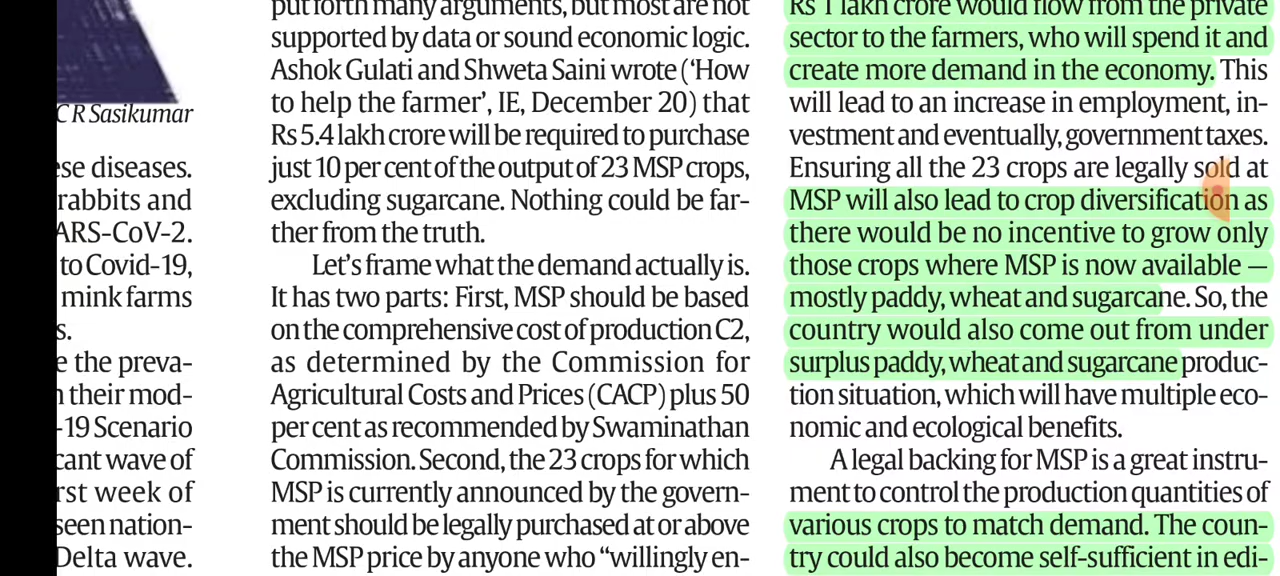 C R Sasikumar
ese diseases.
rabbits and
ARS-CoV-2.
to Covid-19,
mink farms
s.
e the preva-
n their mod-
-19 Scenario
cant wave of
rst week of
seen nation-
Delta wave.
put forth many arguments, but most are not
supported by data or sound economic logic.
Ashok Gulati and Shweta Saini wrote (‘How
to help the farmer’, IE, December 20) that
Rs 5.4 lakh crore will be required to purchase
just 10 per cent of the output of 23 MSP crops,
excluding sugarcane. Nothing could be far-
ther from the truth.
Let’s frame what the demand actually is.
It has two parts: First, MSP should be based
on the comprehensive cost of production C2,
as determined by the Commission for
Agricultural Costs and Prices (CACP) plus 50
per cent as recommended by Swaminathan
Commission. Second, the 23 crops for which
MSP is currently announced by the govern-
ment should be legally purchased at or above
the MSP price by anyone who “willingly en-
Rs 1 lakh crore would flow from the private
sector to the farmers, who will spend it and
create more demand in the economy. This
will lead to an increase in employment, in-
vestment and eventually, government taxes.
Ensuring all the 23 crops are legally sold at
MSP will also lead to crop diversification as
there would be no incentive to grow only
those crops where MSP is now available —
mostly paddy, wheat and sugarcane. So, the
country would also come out from under
surplus paddy, wheat and sugarcane produc-
tion situation, which will have multiple eco-
nomic and ecological benefits.
A legal backing for MSP is a great instru-
ment to control the production quantities of
various crops to match demand. The coun-
try could also become self-sufficient in edi-